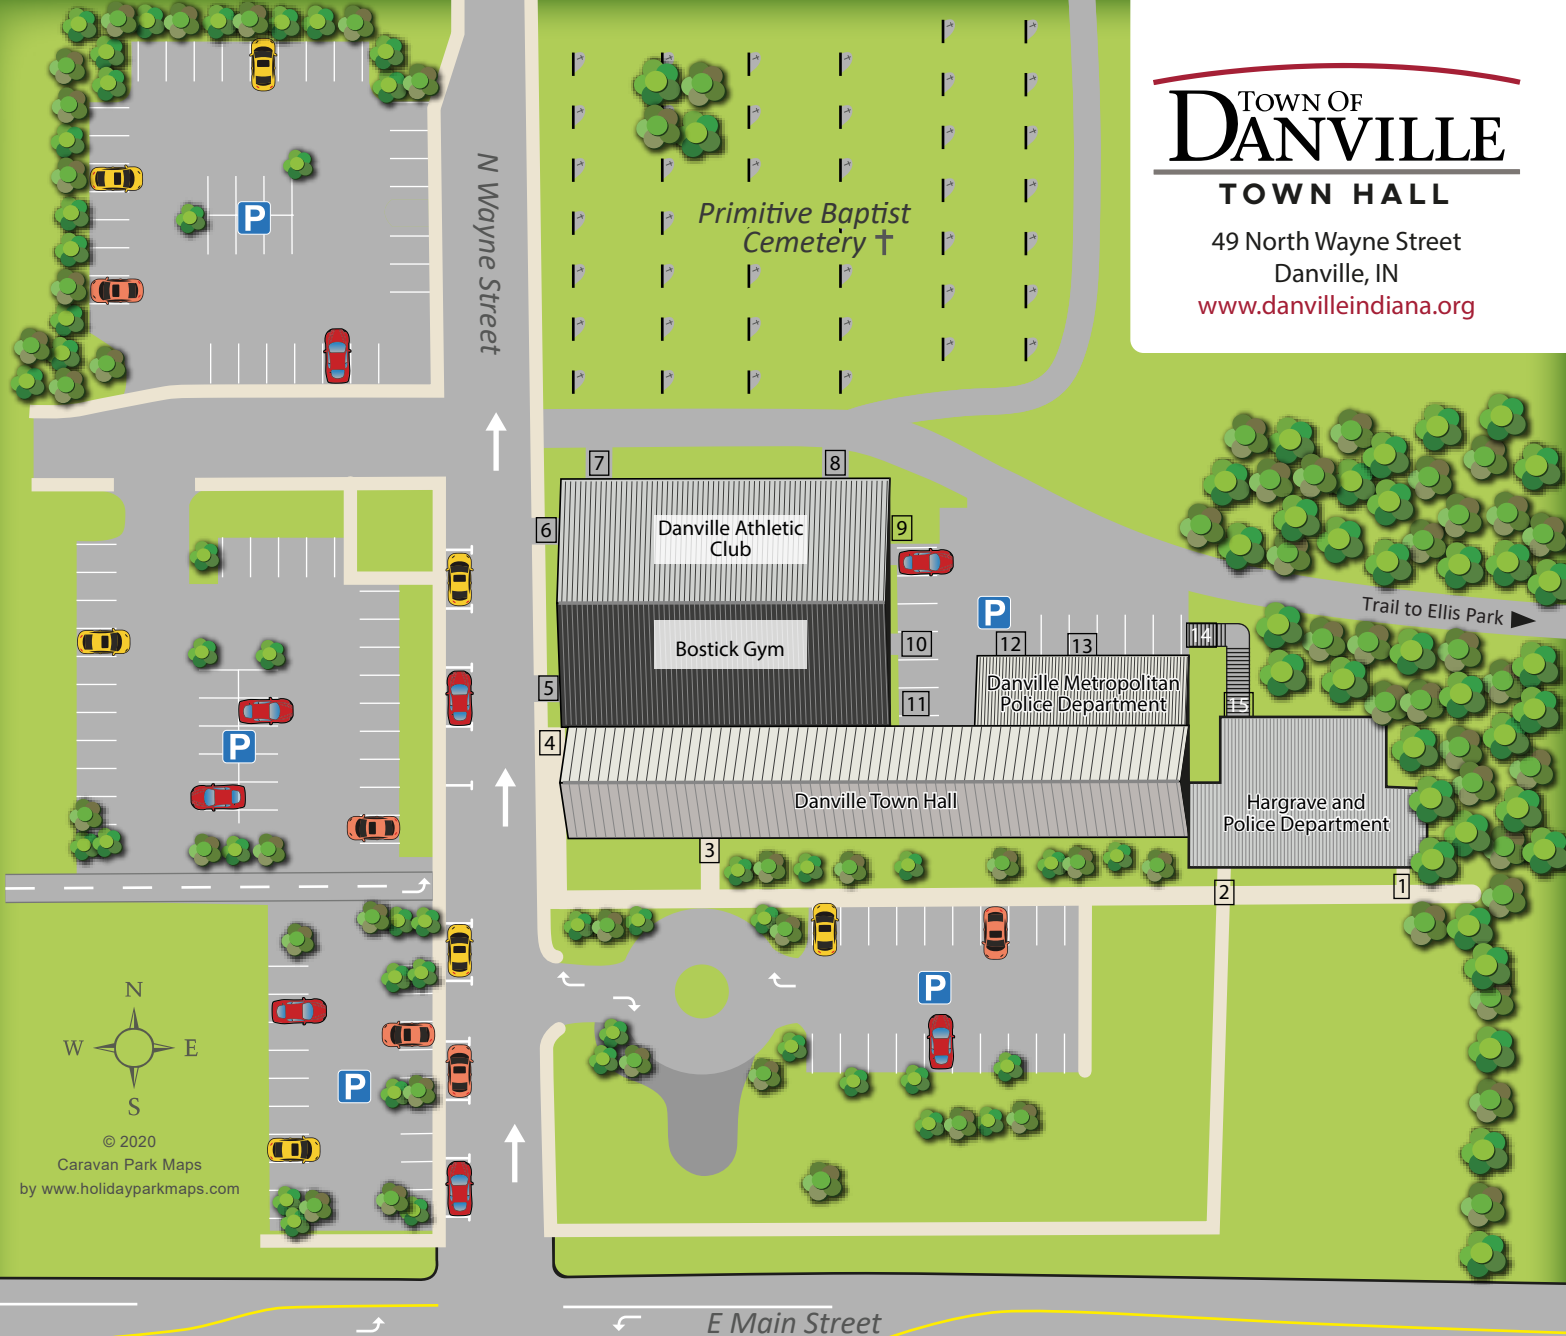 TOWN OF
DANVILLE
TOWN HALL
49 North Wayne Street
Danville, IN
www.danvilleindiana.org
N Wayne Street
Primitive Baptist
Cemetery
P
7
8
6
Danville Athletic
Club
9
P
Trail to Ellis Park
Bostick Gym
10
12
13
14
5
11
Danville Metropolitan
Police Department
15
4
P
Danville Town Hall
Hargrave and
Police Department
3
2
1
P
N
W
E
S
P
© 2020
Caravan Park Maps
by www.holidayparkmaps.com
E Main Street